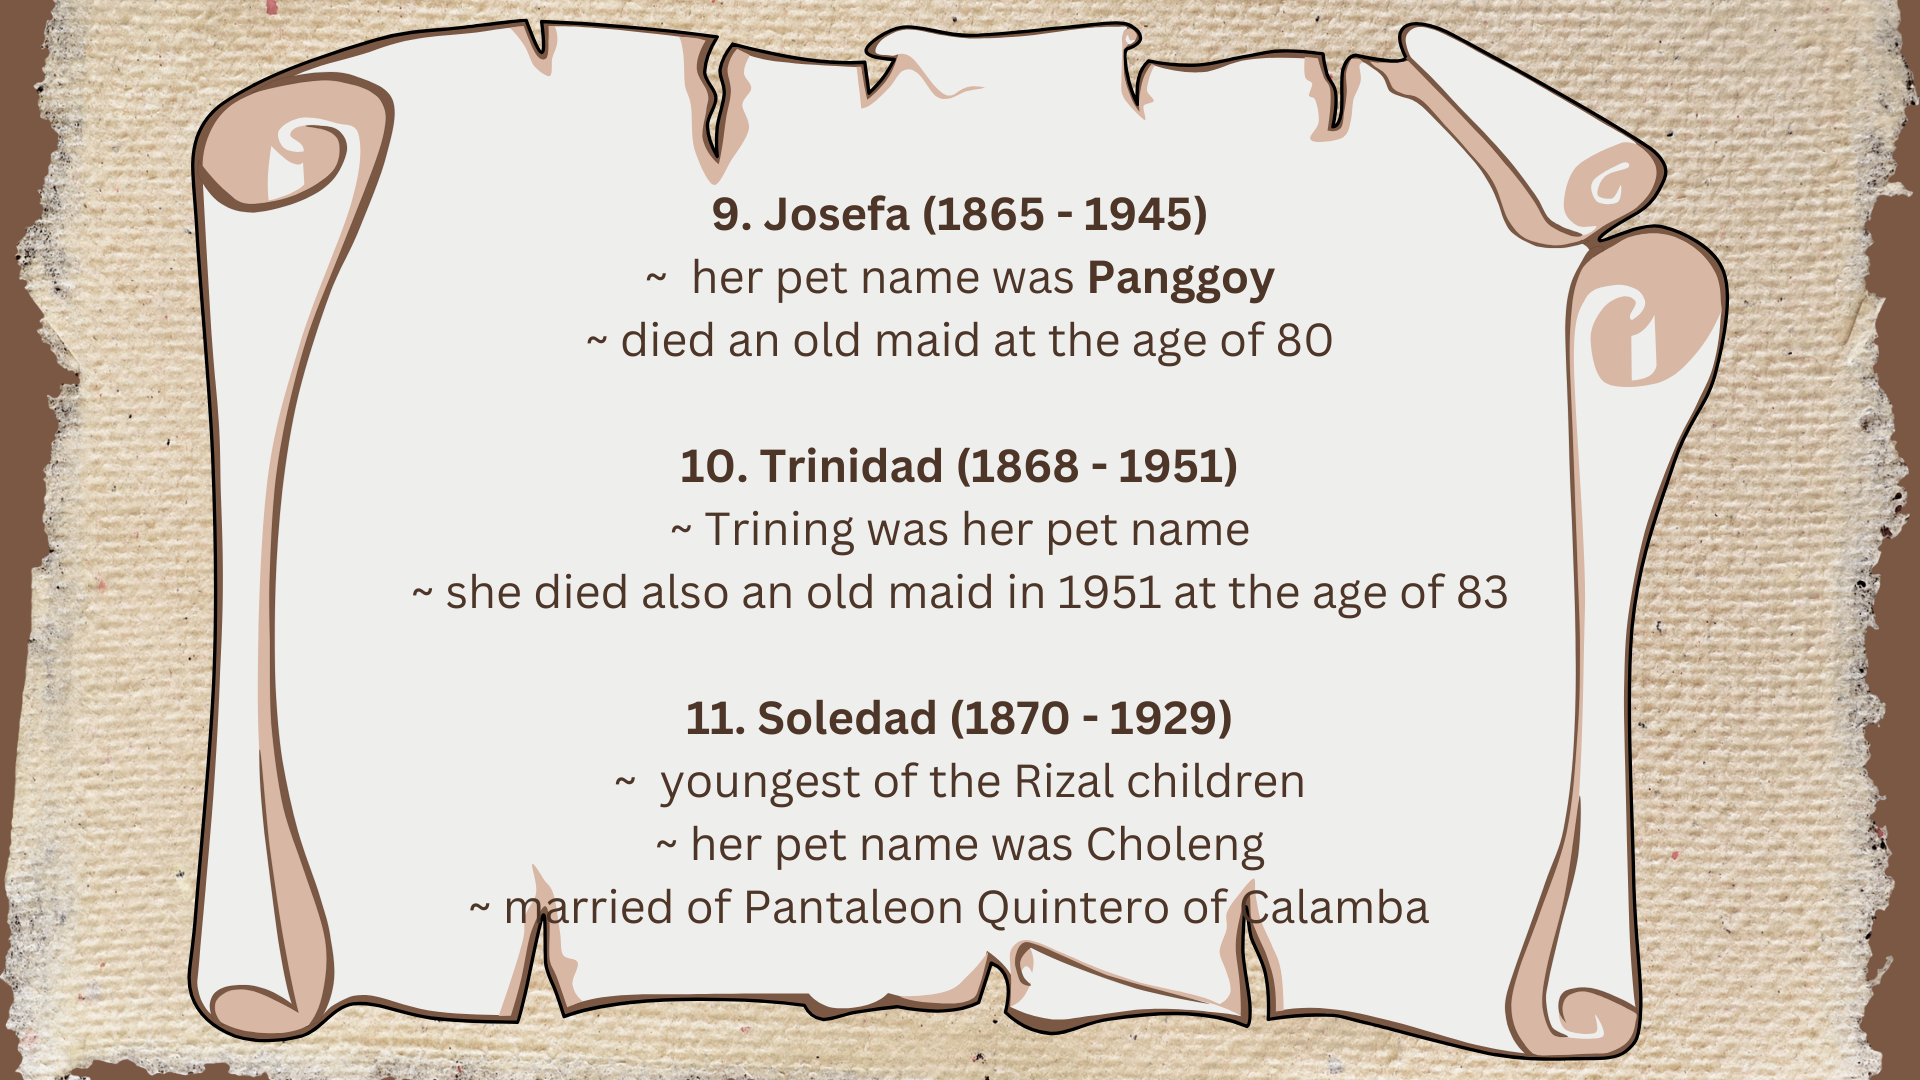 9. Josefa (1865 - 1945)
~ her pet name was Panggoy
~ died an old maid at the age of 80
10. Trinidad (1868 - 1951)
~ Trining was her pet name
~ she died also an old maid in 1951 at the age of 83
11. Soledad (1870 - 1929)
~ youngest of the Rizal children
~ her pet name was Choleng
~ married of Pantaleon Quintero of Calamba